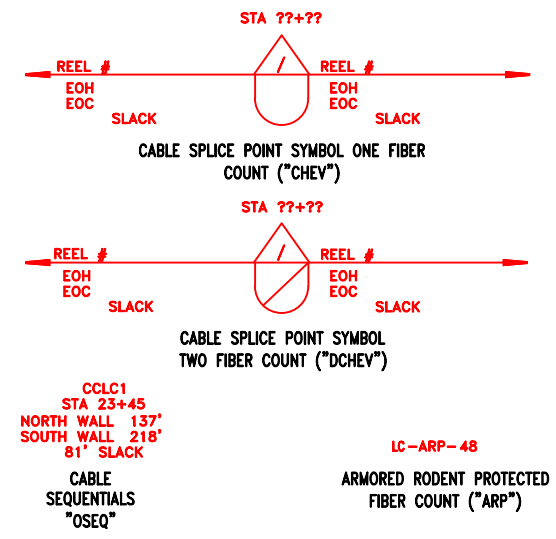 STA ??+??
REEL # REEL #
EOH EOH
EOC EOC
SLACK SLACK
/
CABLE SPLICE POINT SYMBOL ONE FIBER
COUNT ("CHEV")
STA ??+??
REEL # REEL #
EOH EOH
EOC EOC
SLACK SLACK
/
CABLE SPLICE POINT SYMBOL
TWO FIBER COUNT ("DCHEV")
CCLC1
STA 23+45
NORTH WALL 137'
SOUTH WALL 218'
81' SLACK
CABLE
SEQUENTIALS
"OSEQ"
LC-ARP-48
ARMORED RODENT PROTECTED
FIBER COUNT ("ARP")